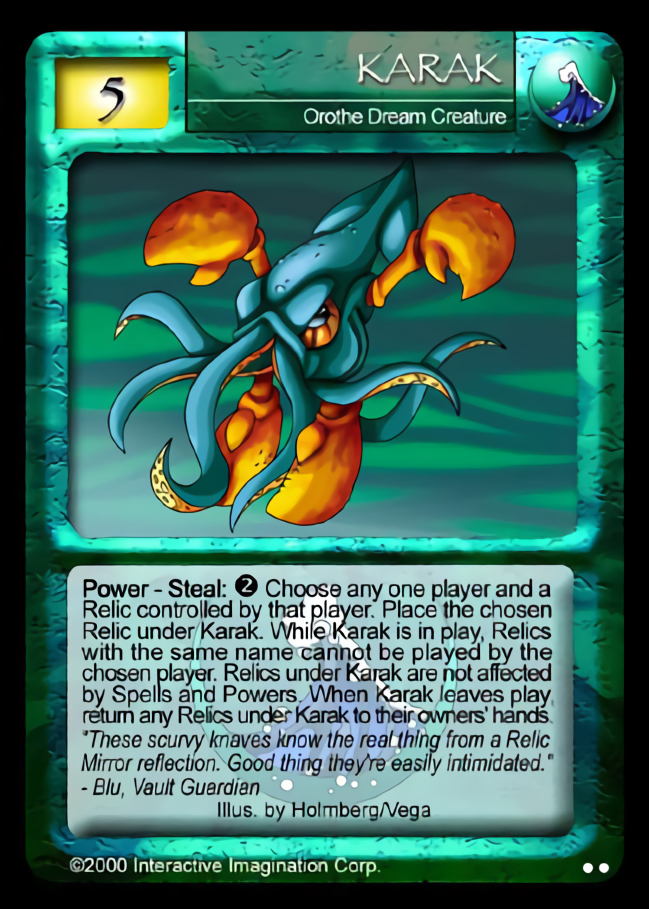 5
KARAK
Orothe Dream Creature
Power - Steal: ❷ Choose any one player and a
Relic controlled by that player. Place the chosen
Relic under Karak. While Karak is in play, Relics
with the same name cannot be played by the
chosen player. Relics under Karak are not affected
by Spells and Powers. When Karak leaves play
return any Relics under Karak to their owners' hands.
"These scurvy knaves know the real thing from a Relic
Mirror reflection. Good thing they're easily intimidated."
- Blu, Vault Guardian
Illus. by Holmberg/Vega
©2000 Interactive Imagination Corp.